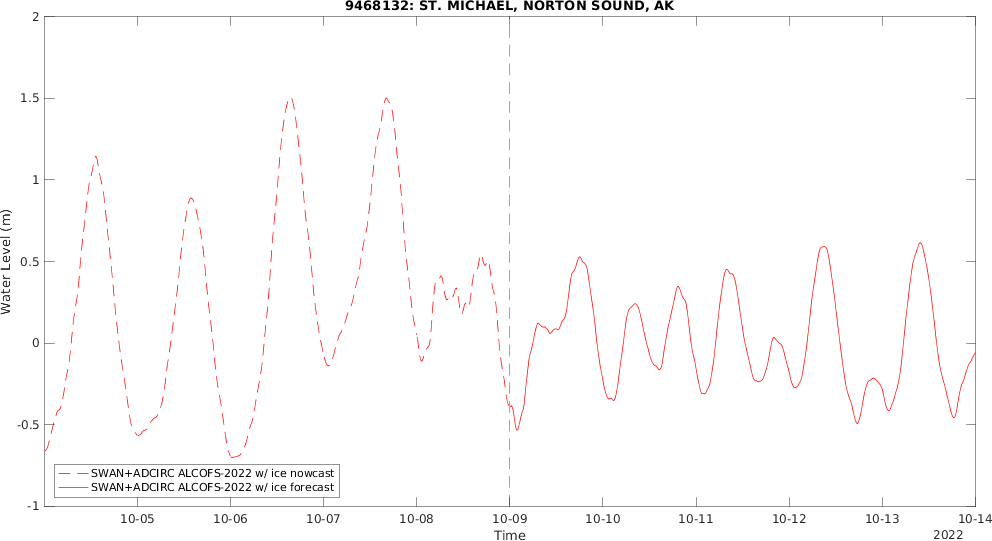 9468132: ST. MICHAEL, NORTON SOUND, AK
2
1.5
1
0.5
0
-0.5
-1
Water Level (m)
SWAN+ADCIRC ALCOFS-2022 w/ ice nowcast
SWAN+ADCIRC ALCOFS-2022 w/ ice forecast
10-05 10-06 10-07 10-08 10-09 10-10 10-11 10-12 10-13 10-14
Time
2022